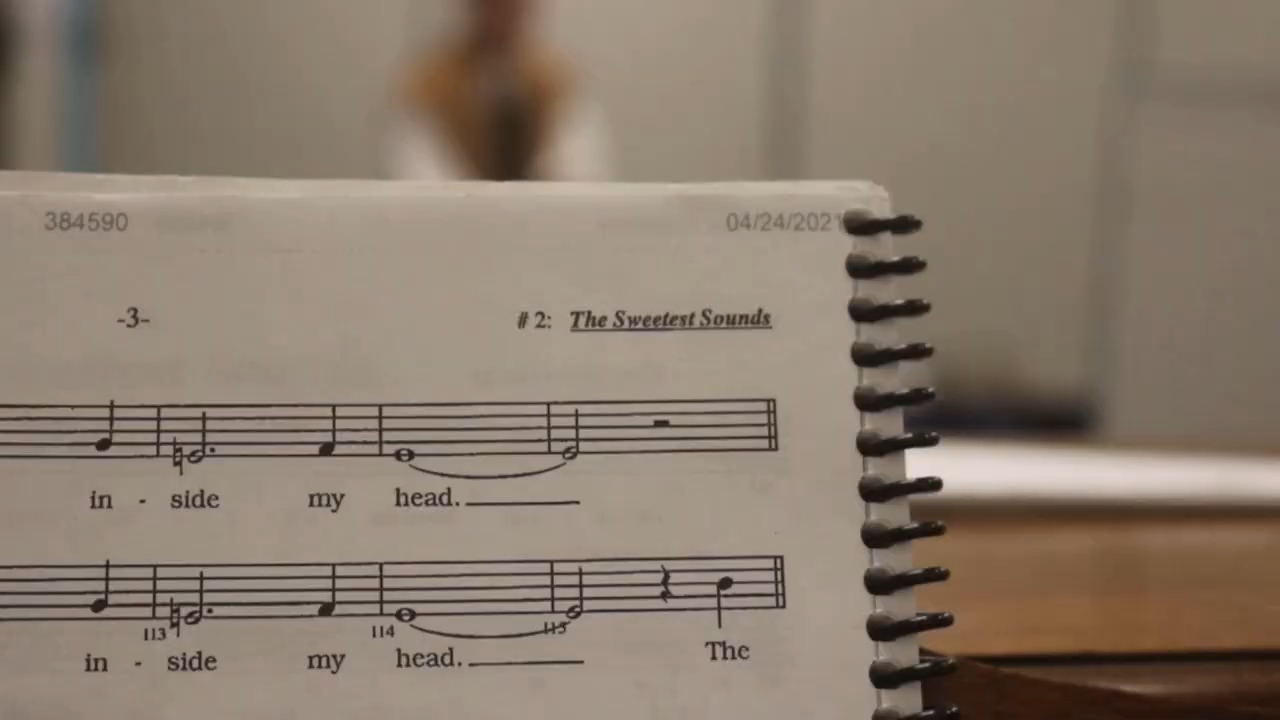 384590 04/24/2021
-3- # 2: The Sweetest Sounds
in - side my head.
113 114 115
in - side my head. The